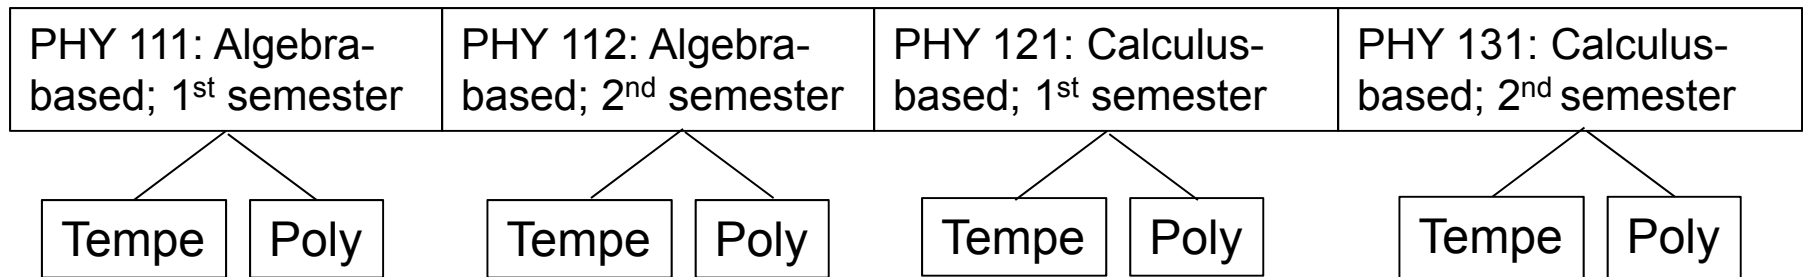 PHY 111: Algebra-
based; 1st semester
PHY 112: Algebra-
based; 2nd semester
PHY 121: Calculus-
based; 1st semester
PHY 131: Calculus-
based; 2nd semester
Tempe
Poly
Tempe
Poly
Tempe
Poly
Tempe
Poly